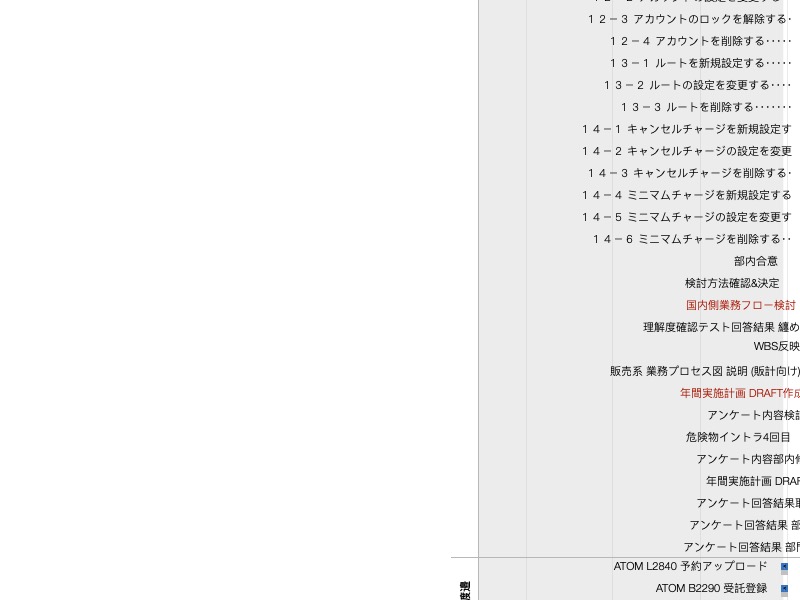 １２－３ アカウントのロックを解除する･
１２－４ アカウントを削除する･････
１３－１ ルートを新規設定する･････
１３－２ ルートの設定を変更する････
１３－３ ルートを削除する･･･････
１４－１ キャンセルチャージを新規設定す
１４－２ キャンセルチャージの設定を変更
１４－３ キャンセルチャージを削除する･
１４－４ ミニマムチャージを新規設定する
１４－５ ミニマムチャージの設定を変更す
１４－６ ミニマムチャージを削除する･･
部内合意
検討方法確認&決定
国内側業務フロー検討
理解度確認テスト回答結果 纏め
WBS反映
販売系 業務プロセス図 説明 (販計向け)
年間実施計画 DRAFT作成
アンケート内容検討
危険物イントラ4回目
アンケート内容部内
年間実施計画 DRAF
アンケート回答結果
アンケート回答結果 部
アンケート回答結果 部門
ATOM L2840 予約アップロード
ATOM B2290 受託登録